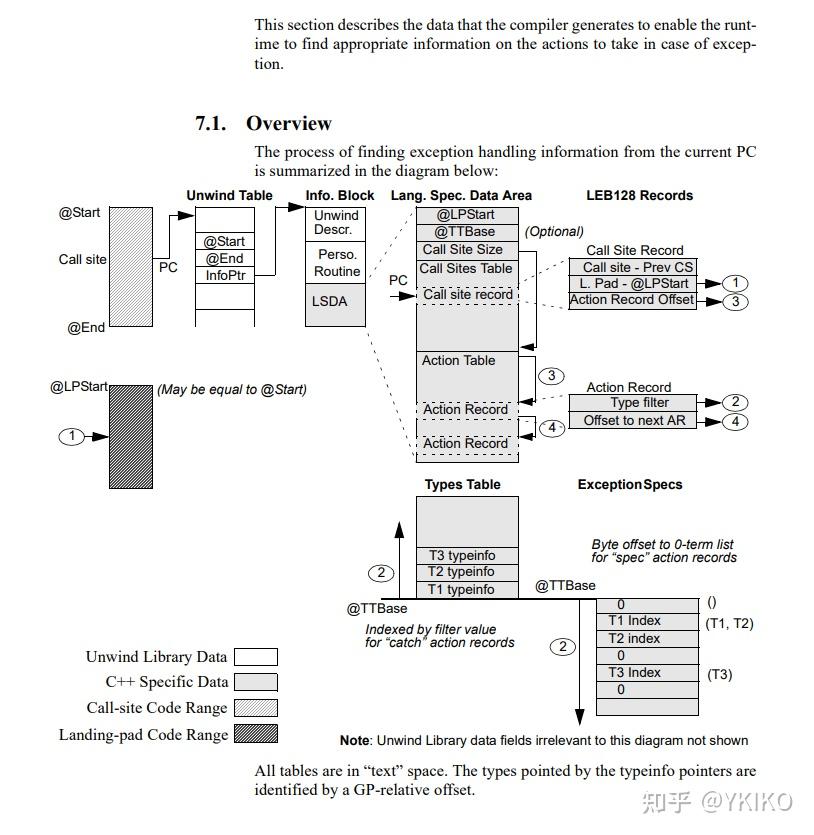 This section describes the data that the compiler generates to enable the runt-
ime to find appropriate information on the actions to take in case of excep-
tion.
7.1. Overview
The process of finding exception handling information from the current PC
is summarized in the diagram below:
Unwind Table
Info. Block
Lang. Spec. Data Area
LEB128 Records
@Start
Call site
@End
PC
@Start
@End
InfoPtr
Unwind
Descr.
Perso.
Routine
LSDA
@LPStart
@TTBase
(Optional)
Call Site Size
Call Sites Table
PC
Call site record
Call Site Record
Call site - Prev CS
L. Pad - @LPStart
1
Action Record Offset
3
Action Table
3
Action Record
4
Action Record
Action Record
Type filter
2
Offset to next AR
4
@LPStart
(May be equal to @Start)
1
Types Table
Exception Specs
T3 typeinfo
T2 typeinfo
T1 typeinfo
2
@TTBase
Indexed by filter value
for “catch” action records
Byte offset to 0-term list
for “spec” action records
@TTBase
2
0
()
T1 Index
(T1, T2)
T2 index
0
T3 Index
(T3)
0
Unwind Library Data
C++ Specific Data
Call-site Code Range
Landing-pad Code Range
Note: Unwind Library data fields irrelevant to this diagram not shown
All tables are in “text” space. The types pointed by the typeinfo pointers are
identified by a GP-relative offset.
知乎 @YKIKO